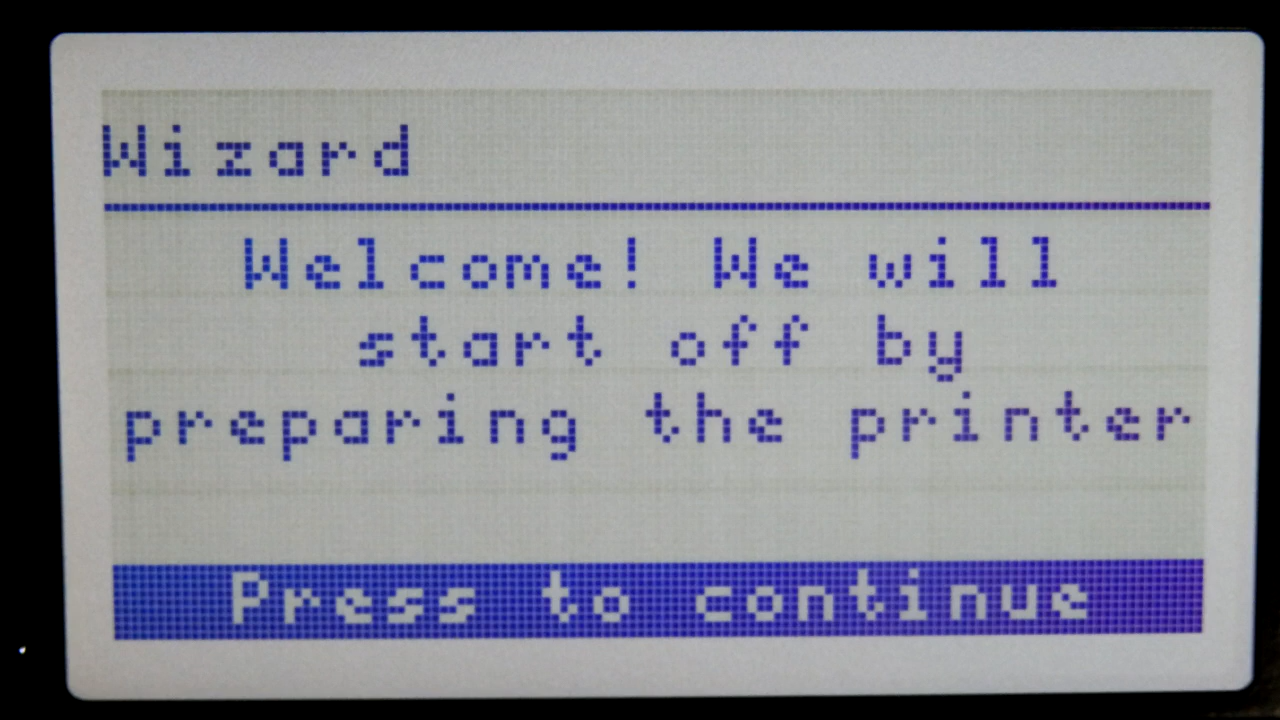 Wizard
Welcome! We will
start off by
preparing the printer
Press to continue